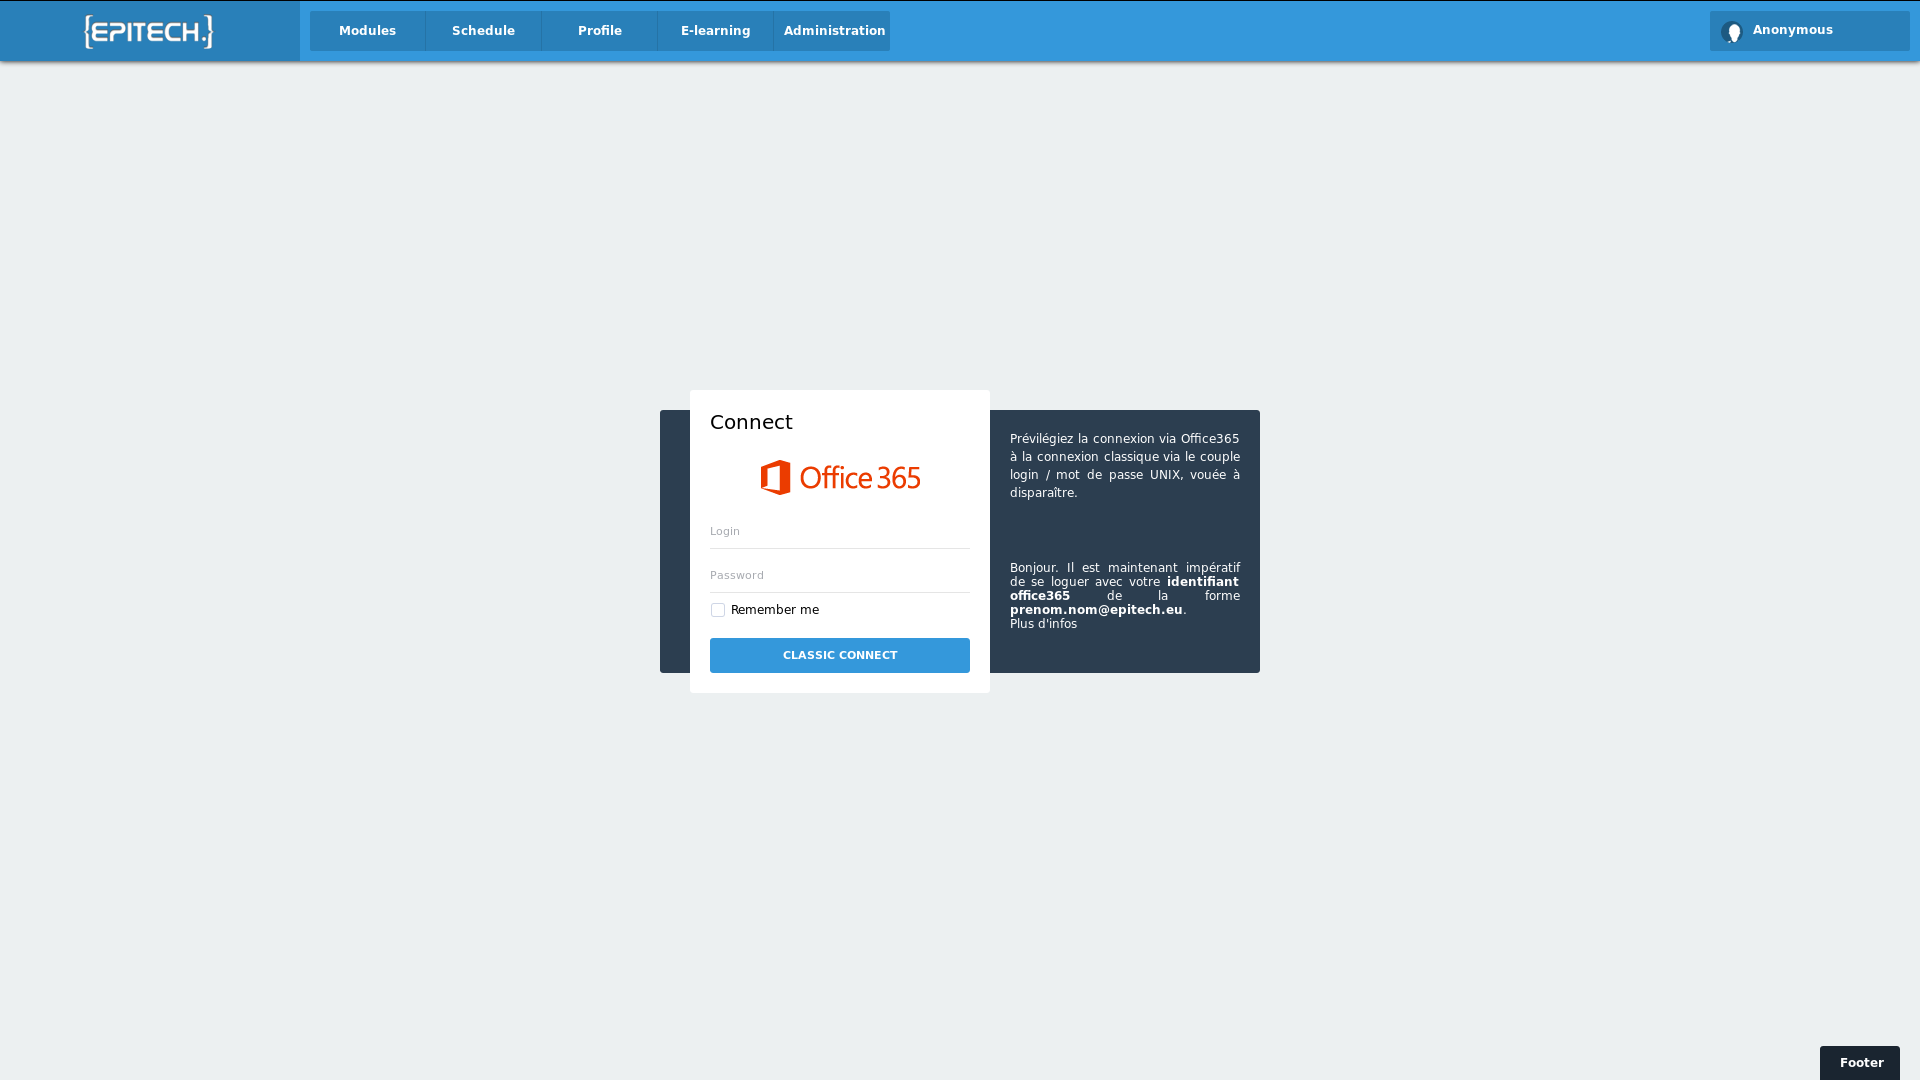 {EPITECH.}
Modules
Schedule
Profile
E-learning
Administration
Anonymous
Connect
Office 365
Login
Password
Remember me
CLASSIC CONNECT
Prévilégiez la connexion via Office365
à la connexion classique via le couple
login / mot de passe UNIX, vouée à
disparaître.
Bonjour. Il est maintenant impératif
de se loguer avec votre identifiant
office365 de la forme
prenom.nom@epitech.eu.
Plus d'infos
Footer